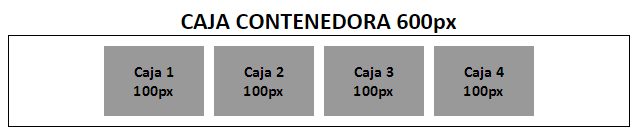 CAJA CONTENEDORA 600px
Caja 1
100px
Caja 2
100px
Caja 3
100px
Caja 4
100px